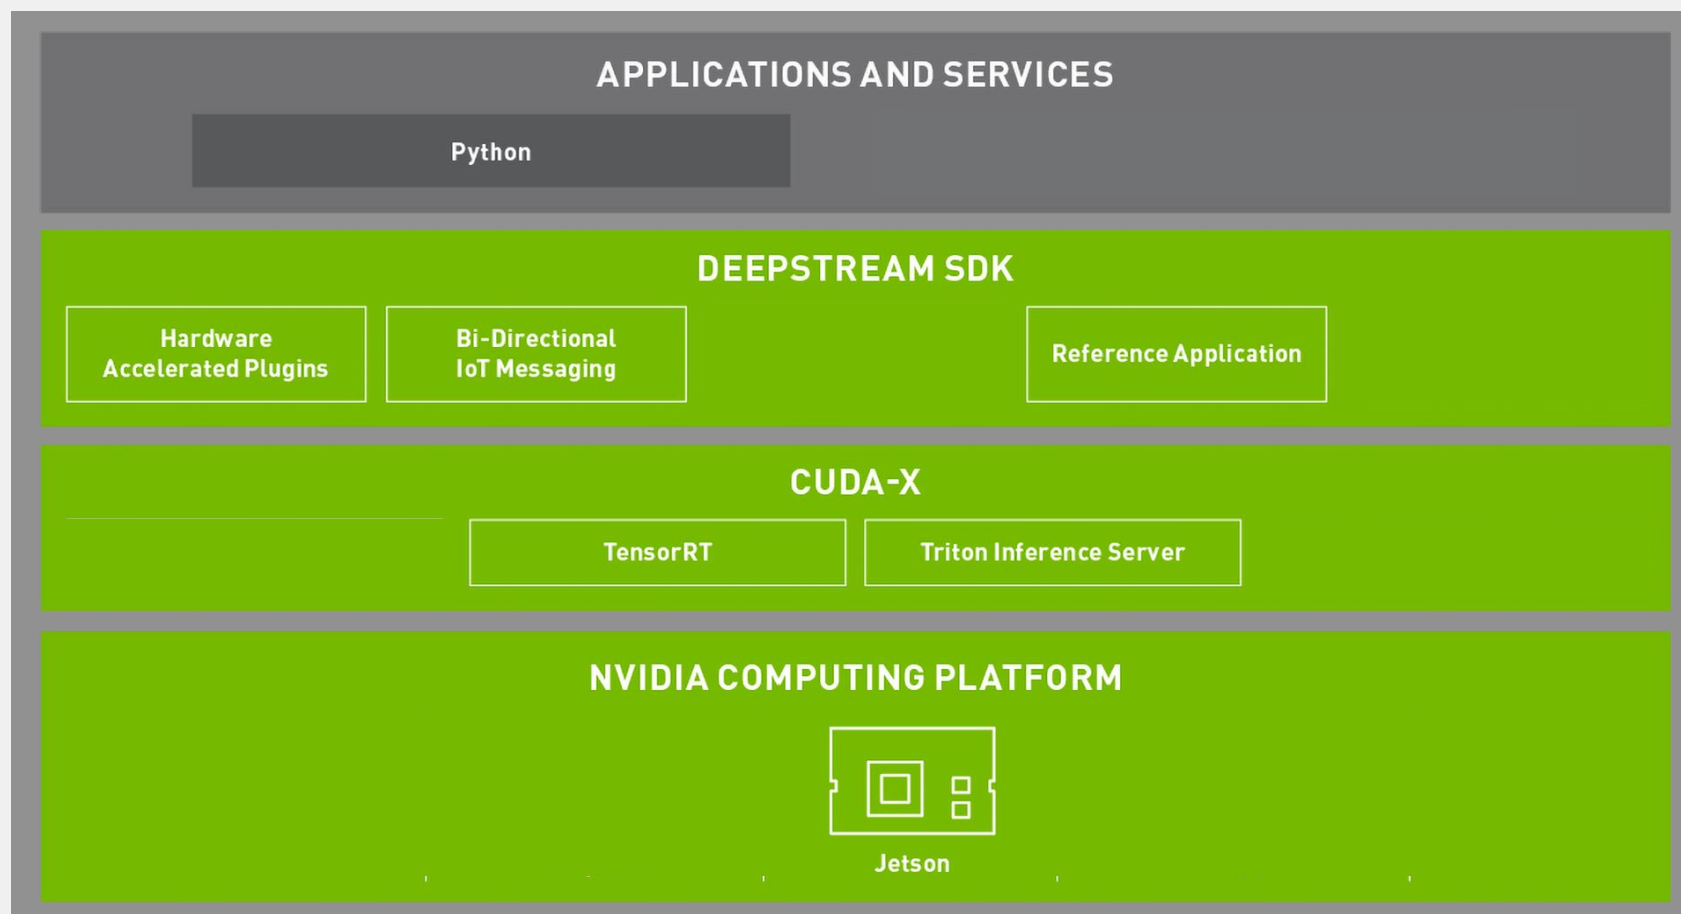 APPLICATIONS AND SERVICES
Python
DEEPSTREAM SDK
Hardware
Accelerated Plugins
Bi-Directional
IoT Messaging
Reference Application
CUDA-X
TensorRT
Triton Inference Server
NVIDIA COMPUTING PLATFORM
Jetson